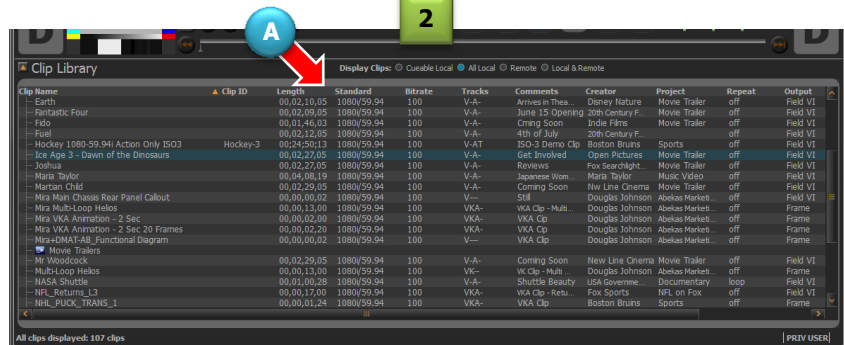 D
2
A
D
Clip Library Display Clips: Cueable Local All Local Remote Local & Remote
Clip Name Clip ID Length Standard Bitrate Tracks Comments Creator Project Repeat Output
Earth 00,02,10,05 1080i/59.94 100 V-A- Arrives in Thea... Disney Nature Movie Trailer off Field VI
Fantastic Four 00,02,09,05 1080i/59.94 100 V-A- June 15 Opening 20th Century F... Movie Trailer off Field VI
Fido 00,01,46,03 1080i/59.94 100 V-A- Cming Soon Indie Films Movie Trailer off Field VI
Fuel 00,02,12,05 1080i/59.94 100 V-A- 4th of July 20th Century F... off Field VI
Hockey 1080-59.94i Action Only ISO3 Hockey-3 00;24;50;13 1080i/59.94 100 V-AT ISO-3 Demo Clip Boston Bruins Sports off Field VI
Ice Age 3 - Dawn of the Dinosaurs 00,02,27,05 1080i/59.94 100 V-A- Get Involved Open Pictures Movie Trailer off Field VI
Joshua 00,02,27,05 1080i/59.94 100 V-A- Reviews Fox Searchlight... Movie Trailer off Field VI
Maria Taylor 00,04,08,19 1080i/59.94 100 V-A- Japanese Wom... Maria Taylor Music Video off Field VI
Martian Child 00,02,29,05 1080i/59.94 100 V-A- Coming Soon Nw Line Cinema Movie Trailer off Field VI
Mira Main Chassis Rear Panel Callout 00,00,00,02 1080i/59.94 100 V--- Still Douglas Johnson Abekas Marketi... off Field VI
Mira Multi-Loop Helios 00,00,13,00 1080i/59.94 100 VKA- VKA Clip - Multi ... Douglas Johnson Abekas Marketi... off Frame
Mira VKA Animation - 2 Sec 00,00,02,00 1080i/59.94 100 VKA- VKA Clip Douglas Johnson Abekas Marketi... off Frame
Mira VKA Animation - 2 Sec 20 Frames 00,00,02,20 1080i/59.94 100 VKA- VKA Clip Douglas Johnson Abekas Marketi... off Frame
Mira+DMAT-AB_Functional Diagram 00,00,00,02 1080i/59.94 100 V--- VKA Clip Douglas Johnson Abekas Marketi... off Frame
Movie Trailers
Mr Woodcock 00,02,29,05 1080i/59.94 100 V-A- Coming Soon New Line Cinema Movie Trailer off Field VI
Multi-Loop Helios 00,00,13,00 1080i/59.94 100 VK-- VK Clip - Multi ... Douglas Johnson Abekas Marketi... off Frame
NASA Shuttle 00,01,00,28 1080i/59.94 100 V-A- Shuttle Beauty USA Governme... Documentary loop Field VI
NFL_Returns_L3 00,00,17,00 1080i/59.94 100 VKA- VKA Clip - Retu... Fox Sports NFL on Fox off Field VI
NHL_PUCK_TRANS_1 00,00,01,24 1080i/59.94 100 VKA- VKA Clip Boston Bruins Sports off Frame
All clips displayed: 107 clips PRIV USER